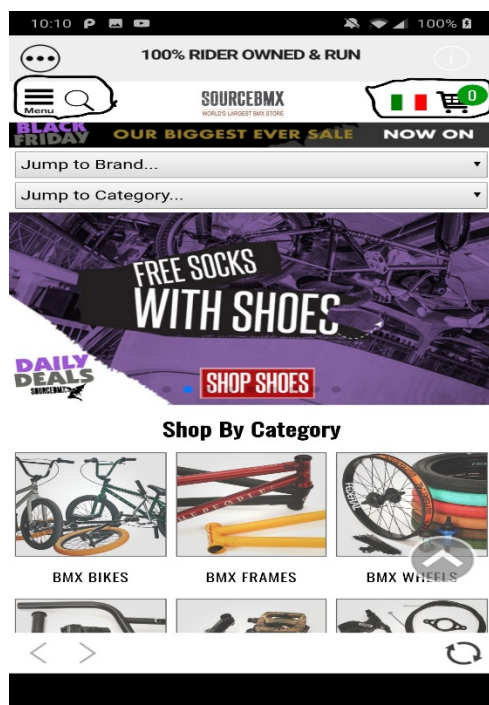 10:10 P 100%
100% RIDER OWNED & RUN
Menu
SOURCEBMX
WORLD'S LARGEST BMX STORE
0
BLACK FRIDAY OUR BIGGEST EVER SALE NOW ON
Jump to Brand...
Jump to Category...
FREE SOCKS
WITH SHOES
DAILY
DEALS
SOURCEBMX
SHOP SHOES
Shop By Category
BMX BIKES BMX FRAMES BMX WHEELS